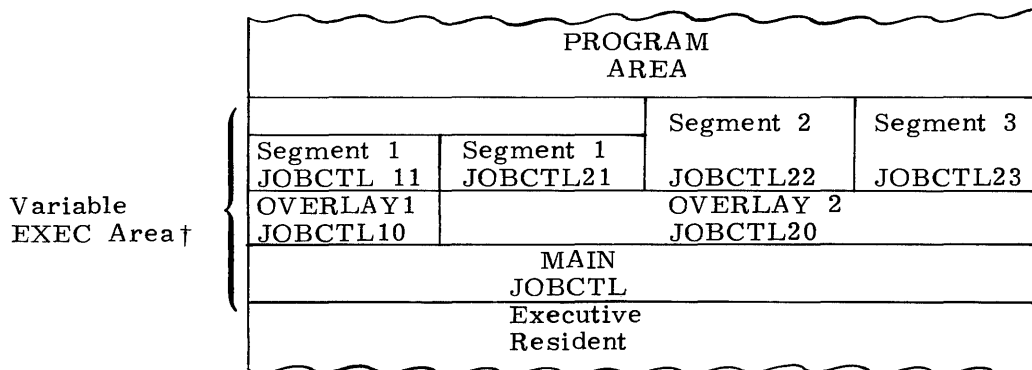 PROGRAM
AREA
Segment 2
Segment 3
Segment 1
Segment 1
JOBCTL 11
JOBCTL21
JOBCTL22
JOBCTL23
Variable
EXEC Area†
OVERLAY1
OVERLAY 2
JOBCTL10
JOBCTL20
MAIN
JOBCTL
Executive
Resident